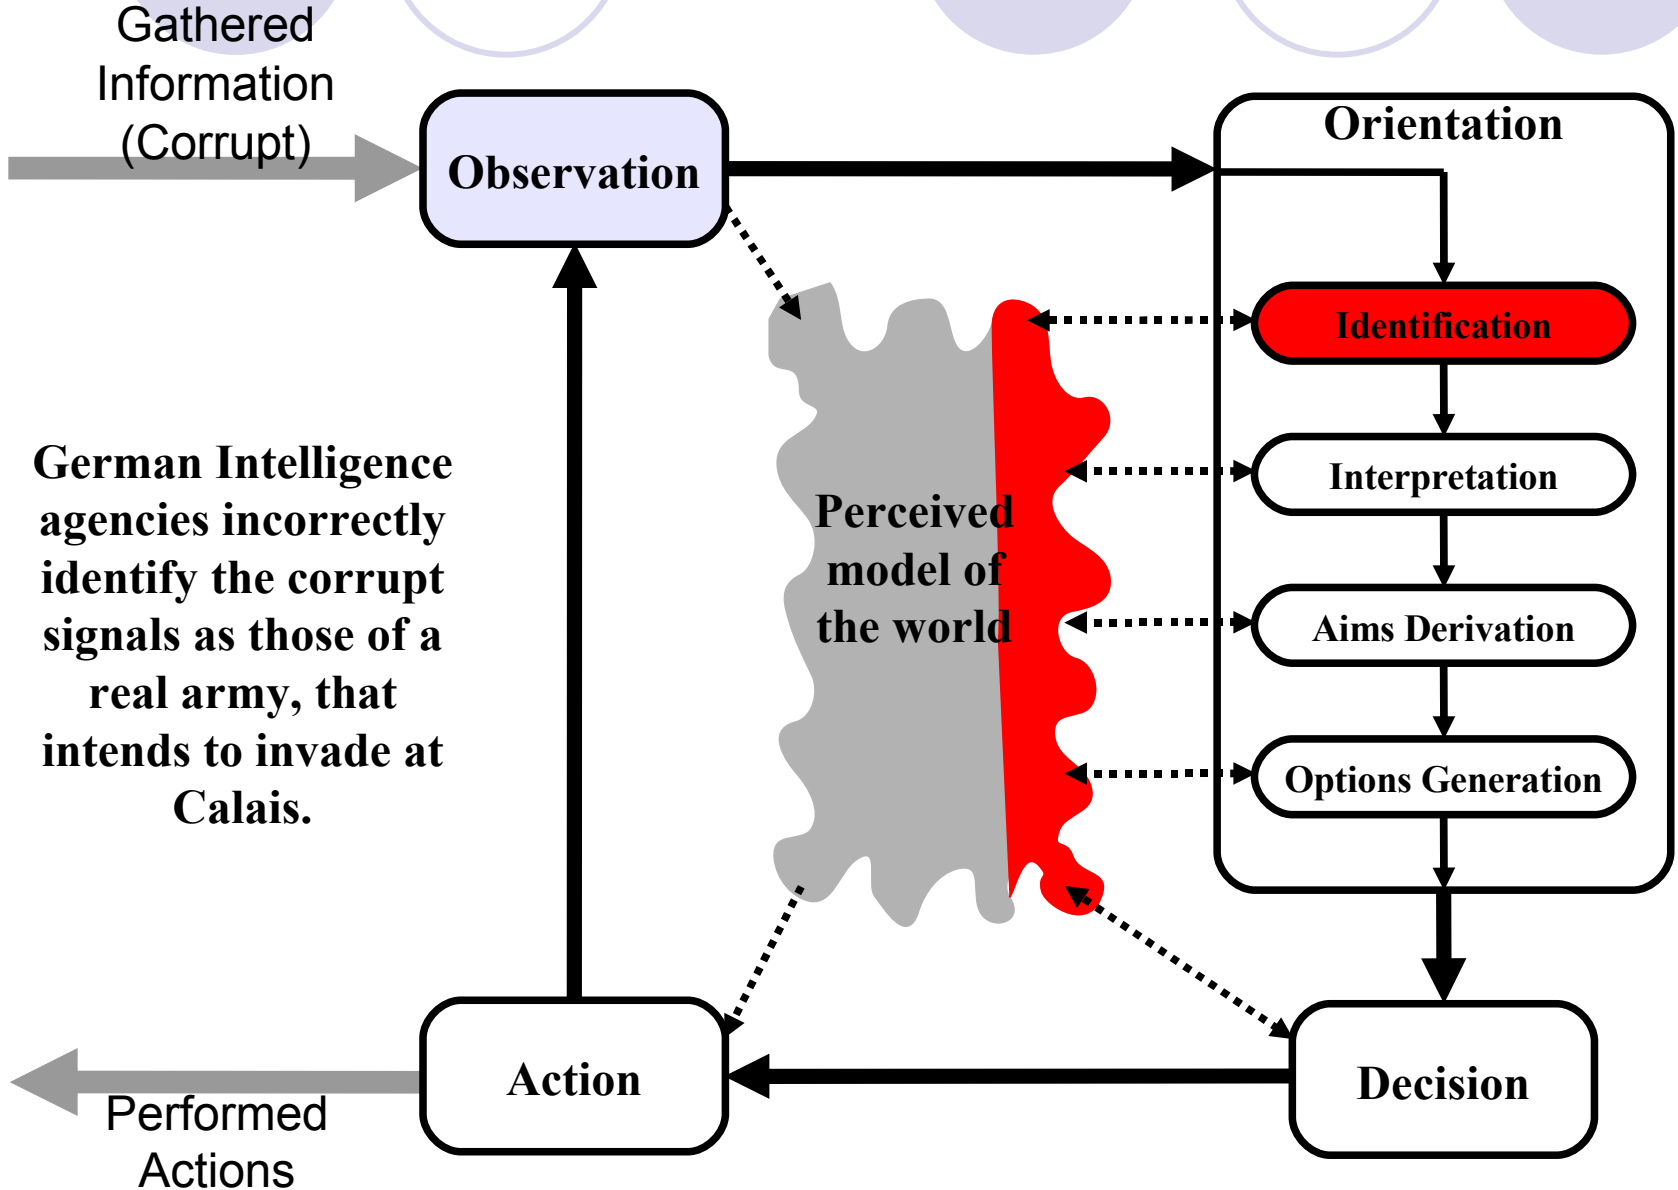 Gathered
Information
(Corrupt)
Observation
Orientation
Identification
Interpretation
Aims Derivation
Options Generation
German Intelligence
agencies incorrectly
identify the corrupt
signals as those of a
real army, that
intends to invade at
Calais.
Perceived
model of
the world
Action
Decision
Performed
Actions